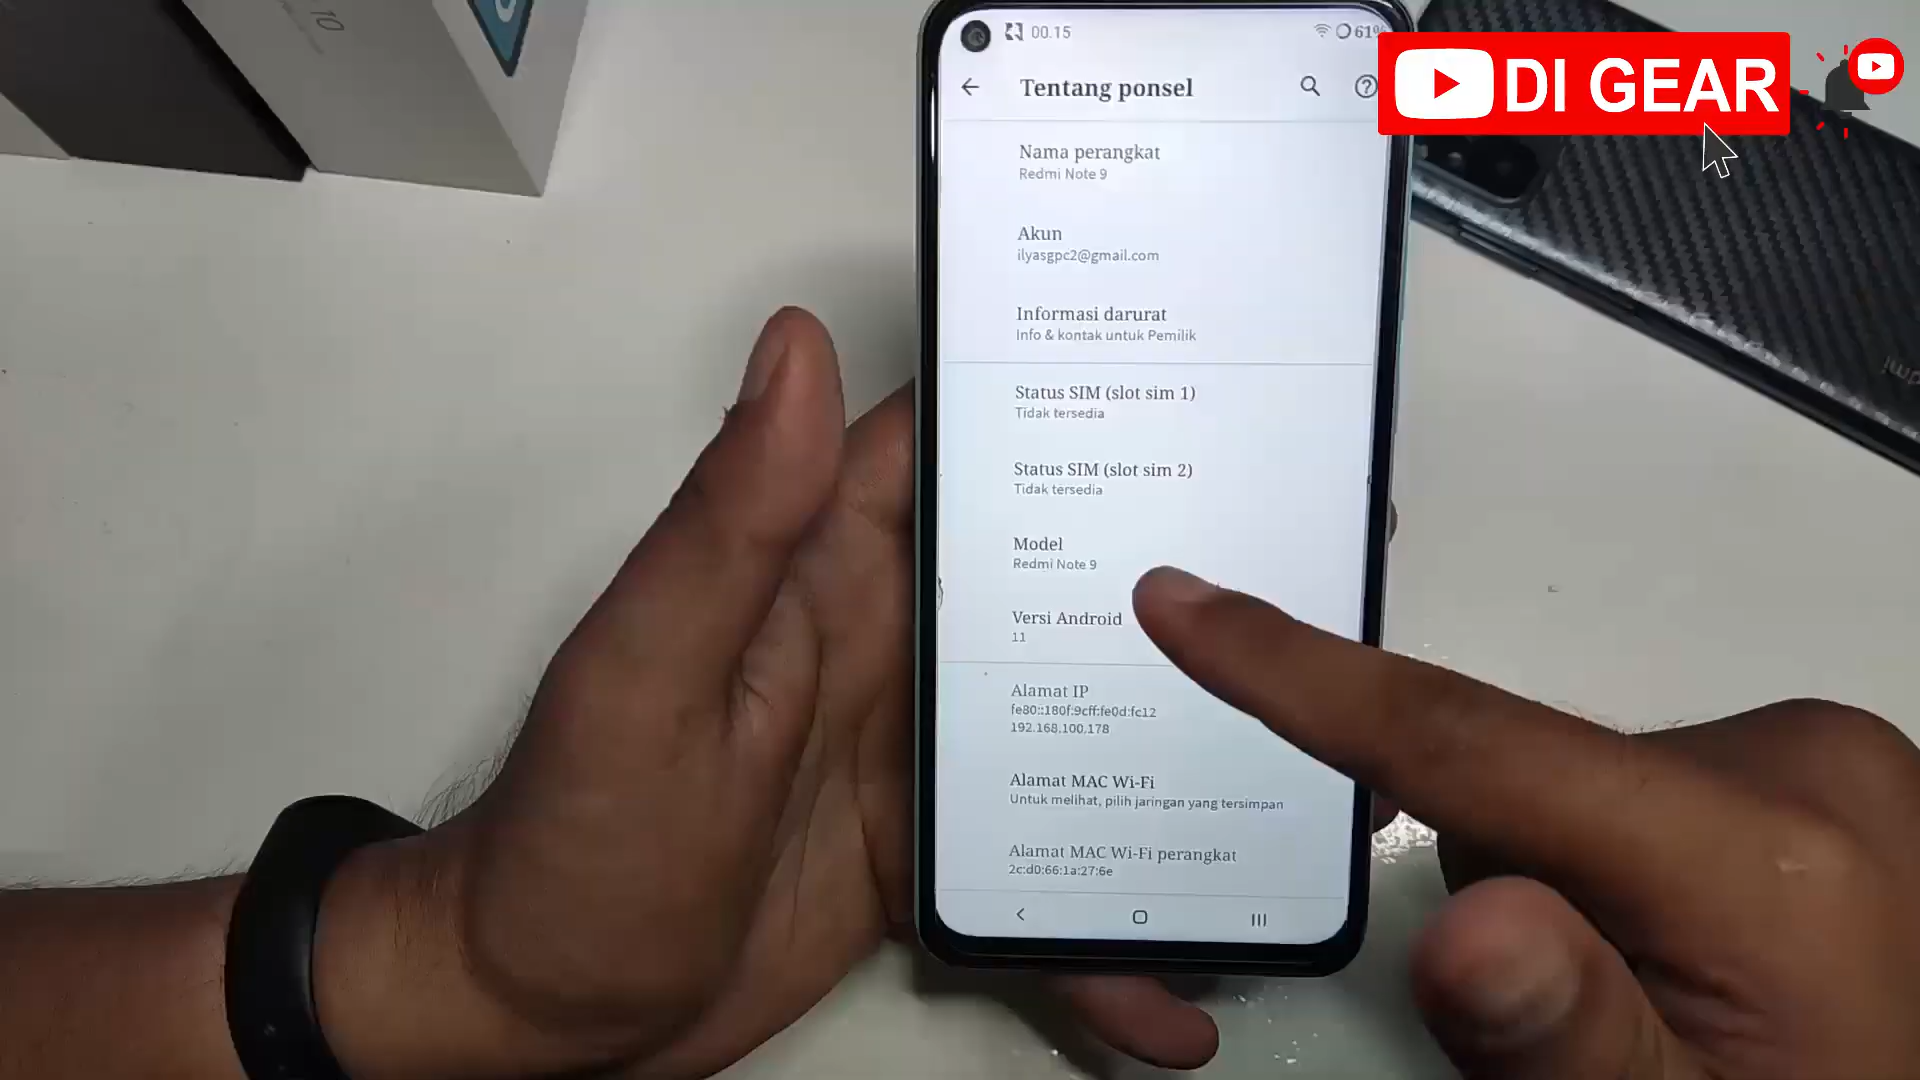 10
00.15
61%
Tentang ponsel
DI GEAR
Nama perangkat
Redmi Note 9
Akun
ilyasgpc2@gmail.com
Informasi darurat
Info & kontak untuk Pemilik
Status SIM (slot sim 1)
Tidak tersedia
Status SIM (slot sim 2)
Tidak tersedia
Model
Redmi Note 9
Versi Android
11
Alamat IP
fe80::180f:9cff:fe0d:fc12
192.168.100.178
Alamat MAC Wi-Fi
Untuk melihat, pilih jaringan yang tersimpan
Alamat MAC Wi-Fi perangkat
2c:d0:66:1a:27:6e